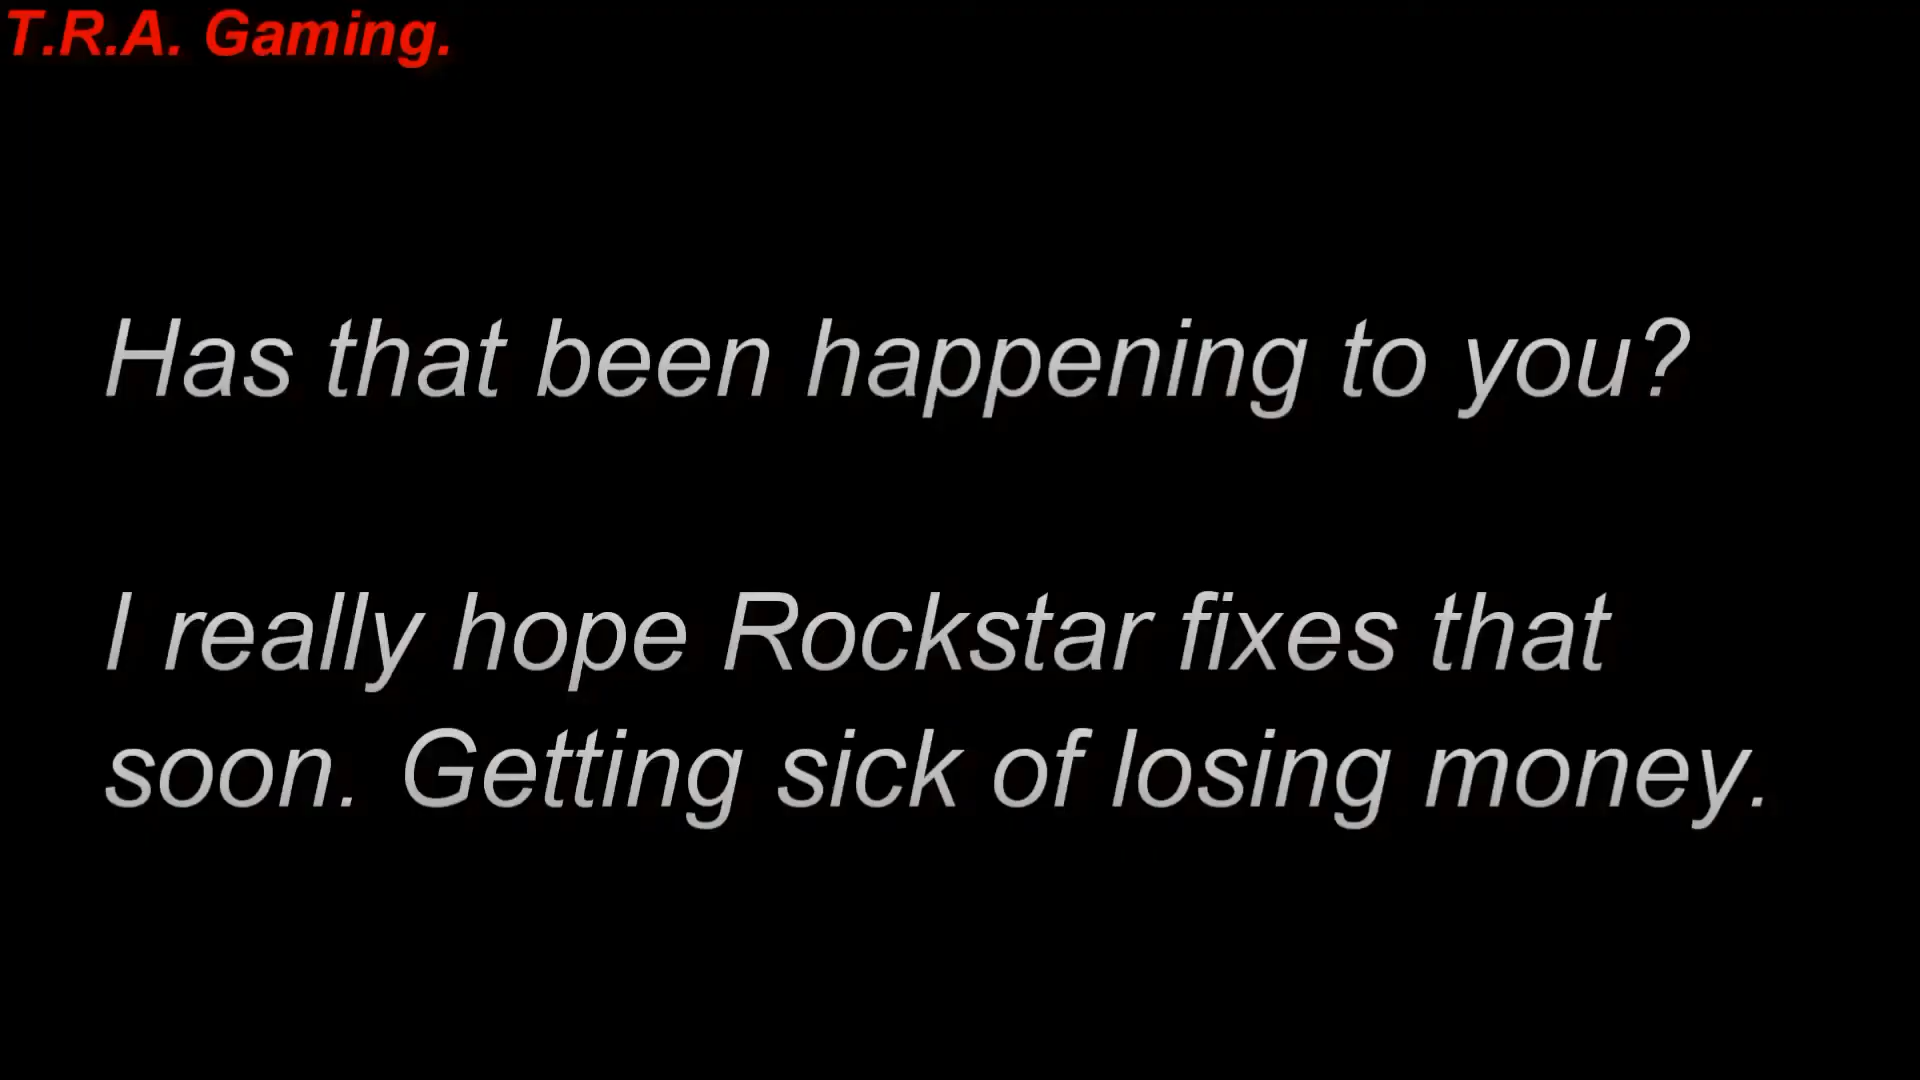 T.R.A. Gaming.
Has that been happening to you?
I really hope Rockstar fixes that
soon. Getting sick of losing money.